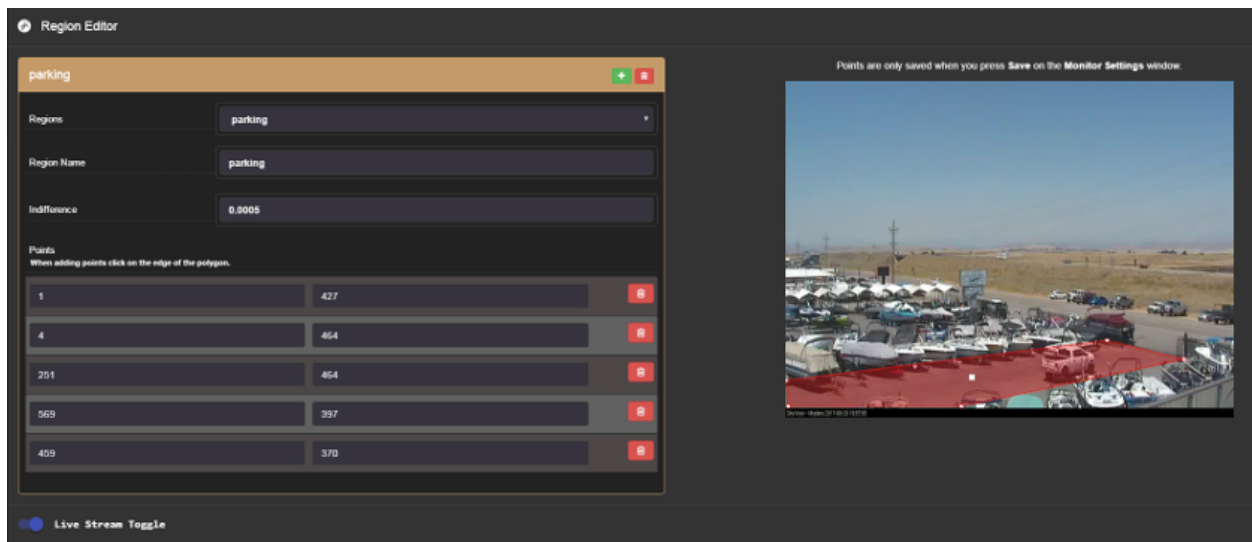 Region Editor
parking
Points are only saved when you press Save on the Monitor Settings window.
Regions
parking
Region Name
parking
Indifference
0.0005
Points
When adding points click on the edge of the polygon.
1
427
4
464
251
464
569
397
459
370
Live Stream Toggle